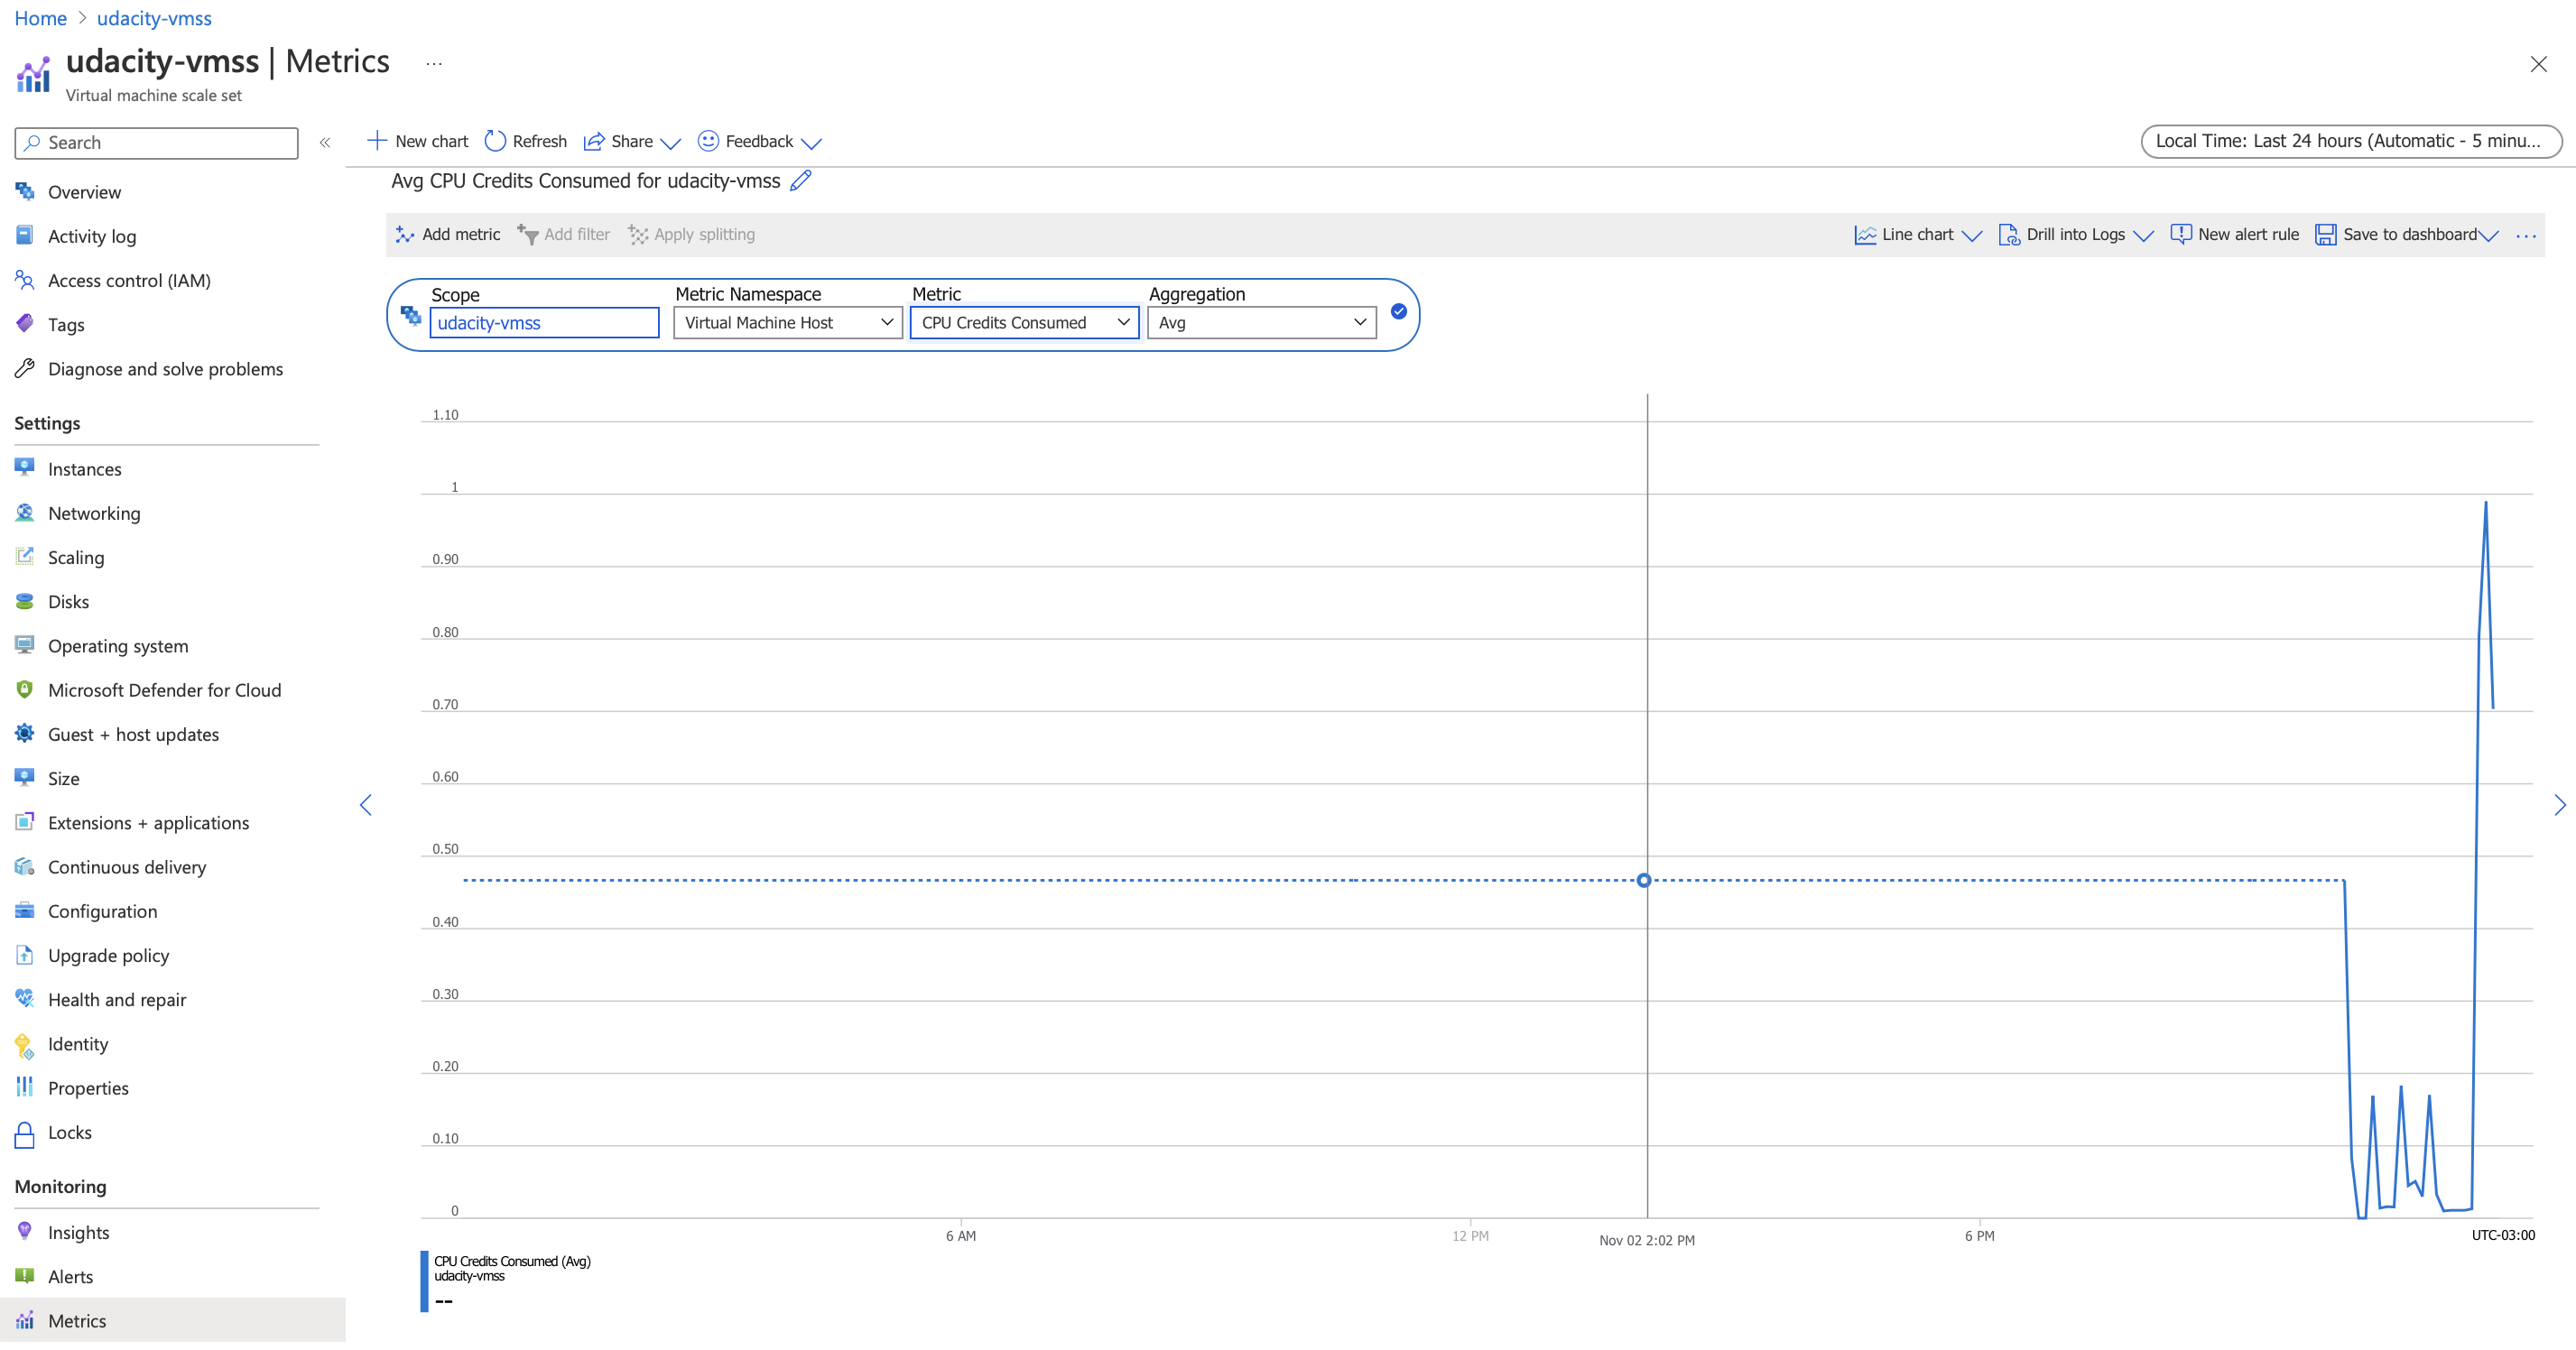 Home > udacity-vmss
udacity-vmss | Metrics ...
Virtual machine scale set
Search
«
Overview
Activity log
Access control (IAM)
Tags
Diagnose and solve problems
Settings
Instances
Networking
Scaling
Disks
Operating system
Microsoft Defender for Cloud
Guest + host updates
Size
Extensions + applications
Continuous delivery
Configuration
Upgrade policy
Health and repair
Identity
Properties
Locks
Monitoring
Insights
Alerts
Metrics
New chart Refresh Share Feedback
Local Time: Last 24 hours (Automatic - 5 minu...
Avg CPU Credits Consumed for udacity-vmss
Add metric Add filter Apply splitting
Line chart Drill into Logs New alert rule Save to dashboard ...
Scope Metric Namespace Metric Aggregation
udacity-vmss Virtual Machine Host CPU Credits Consumed Avg
1.10
1
0.90
0.80
0.70
0.60
0.50
0.40
0.30
0.20
0.10
0
6 AM 12 PM Nov 02 2:02 PM 6 PM UTC-03:00
CPU Credits Consumed (Avg)
udacity-vmss
--